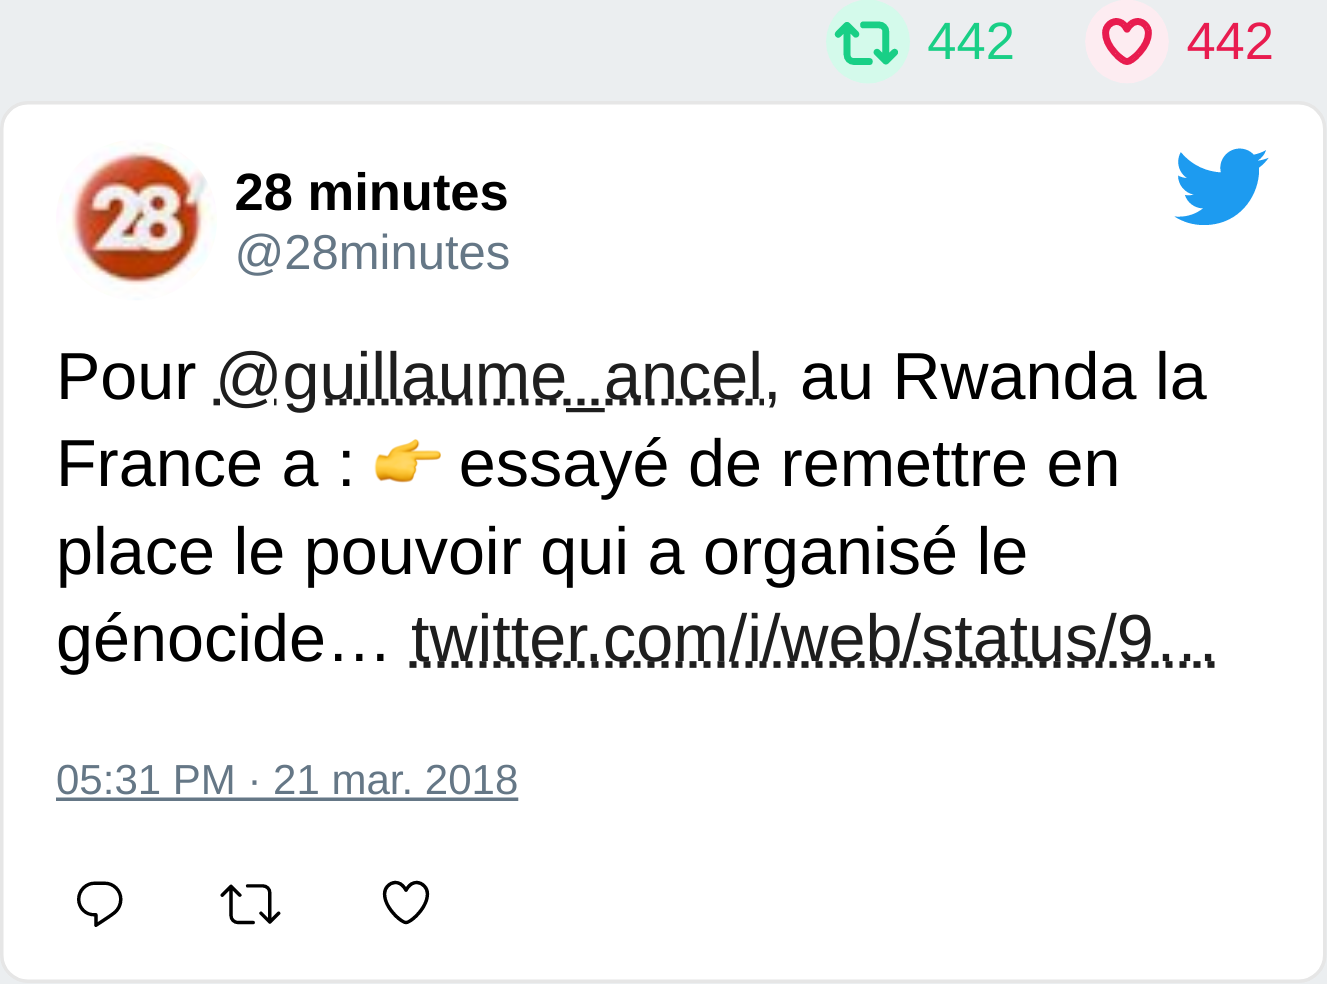 442 442
28'
28 minutes
@28minutes
Pour @guillaume_ancel, au Rwanda la
France a : 👉 essayé de remettre en
place le pouvoir qui a organisé le
génocide… twitter.com/i/web/status/9…
05:31 PM · 21 mar. 2018